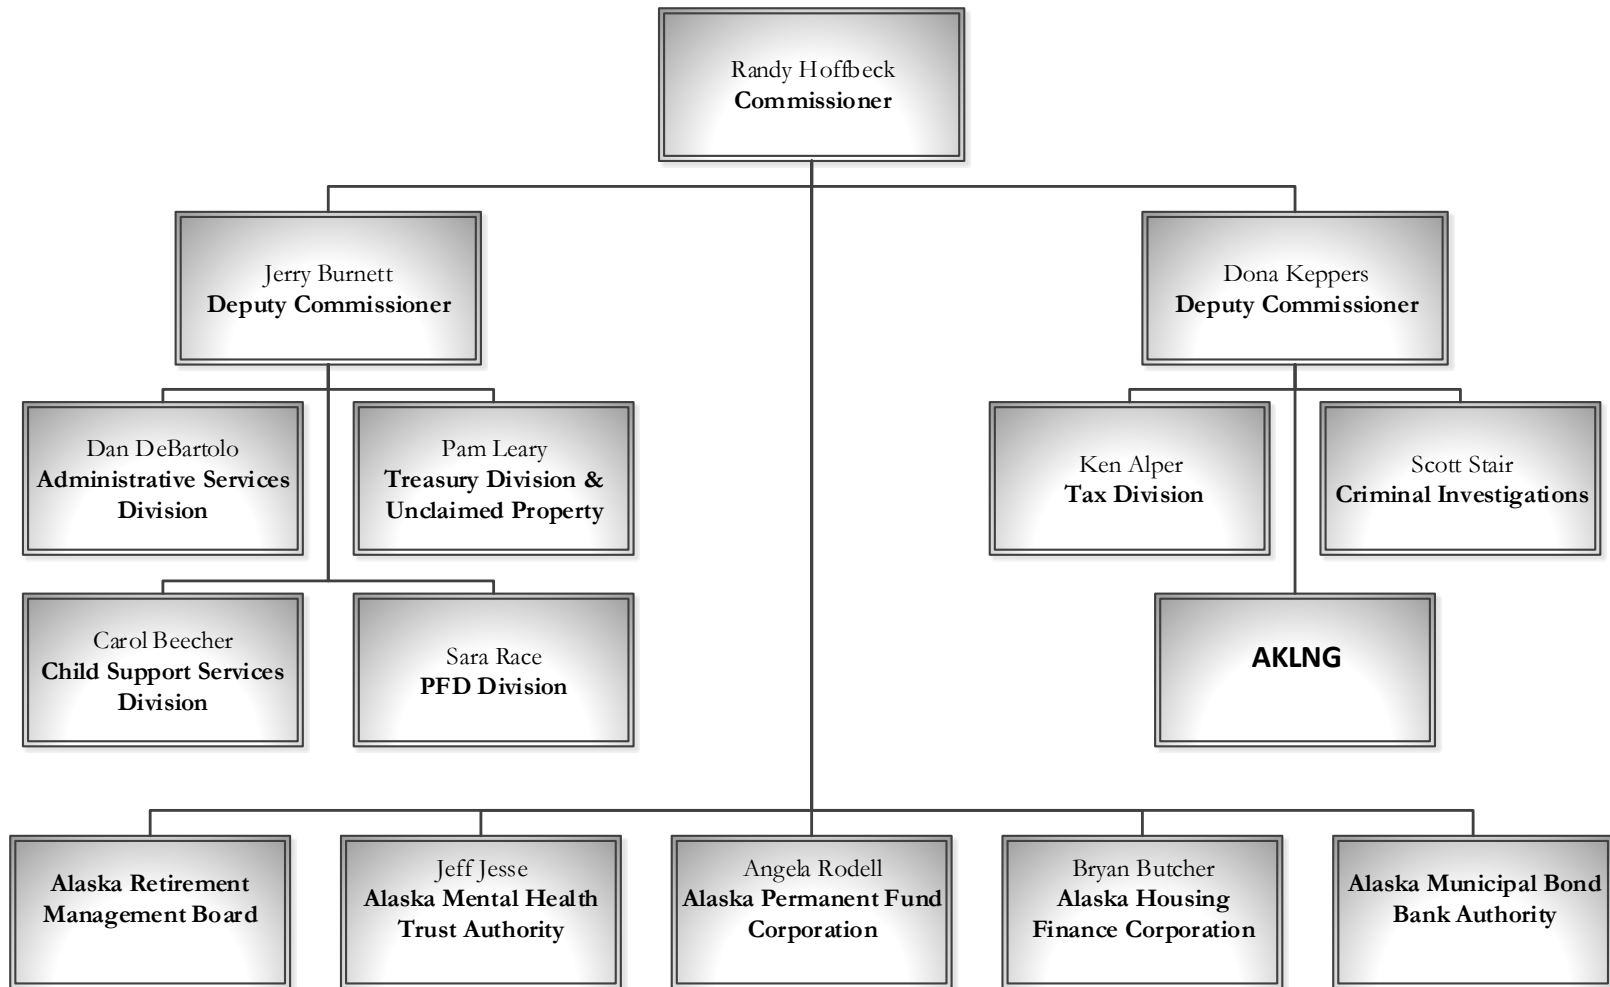 Randy Hoffbeck
Commissioner
Jerry Burnett
Deputy Commissioner
Dona Keppers
Deputy Commissioner
Dan DeBartolo
Administrative Services
Division
Pam Leary
Treasury Division &
Unclaimed Property
Ken Alper
Tax Division
Scott Stair
Criminal Investigations
Carol Beecher
Child Support Services
Division
Sara Race
PFD Division
AKLNG
Alaska Retirement
Management Board
Jeff Jesse
Alaska Mental Health
Trust Authority
Angela Rodell
Alaska Permanent Fund
Corporation
Bryan Butcher
Alaska Housing
Finance Corporation
Alaska Municipal Bond
Bank Authority